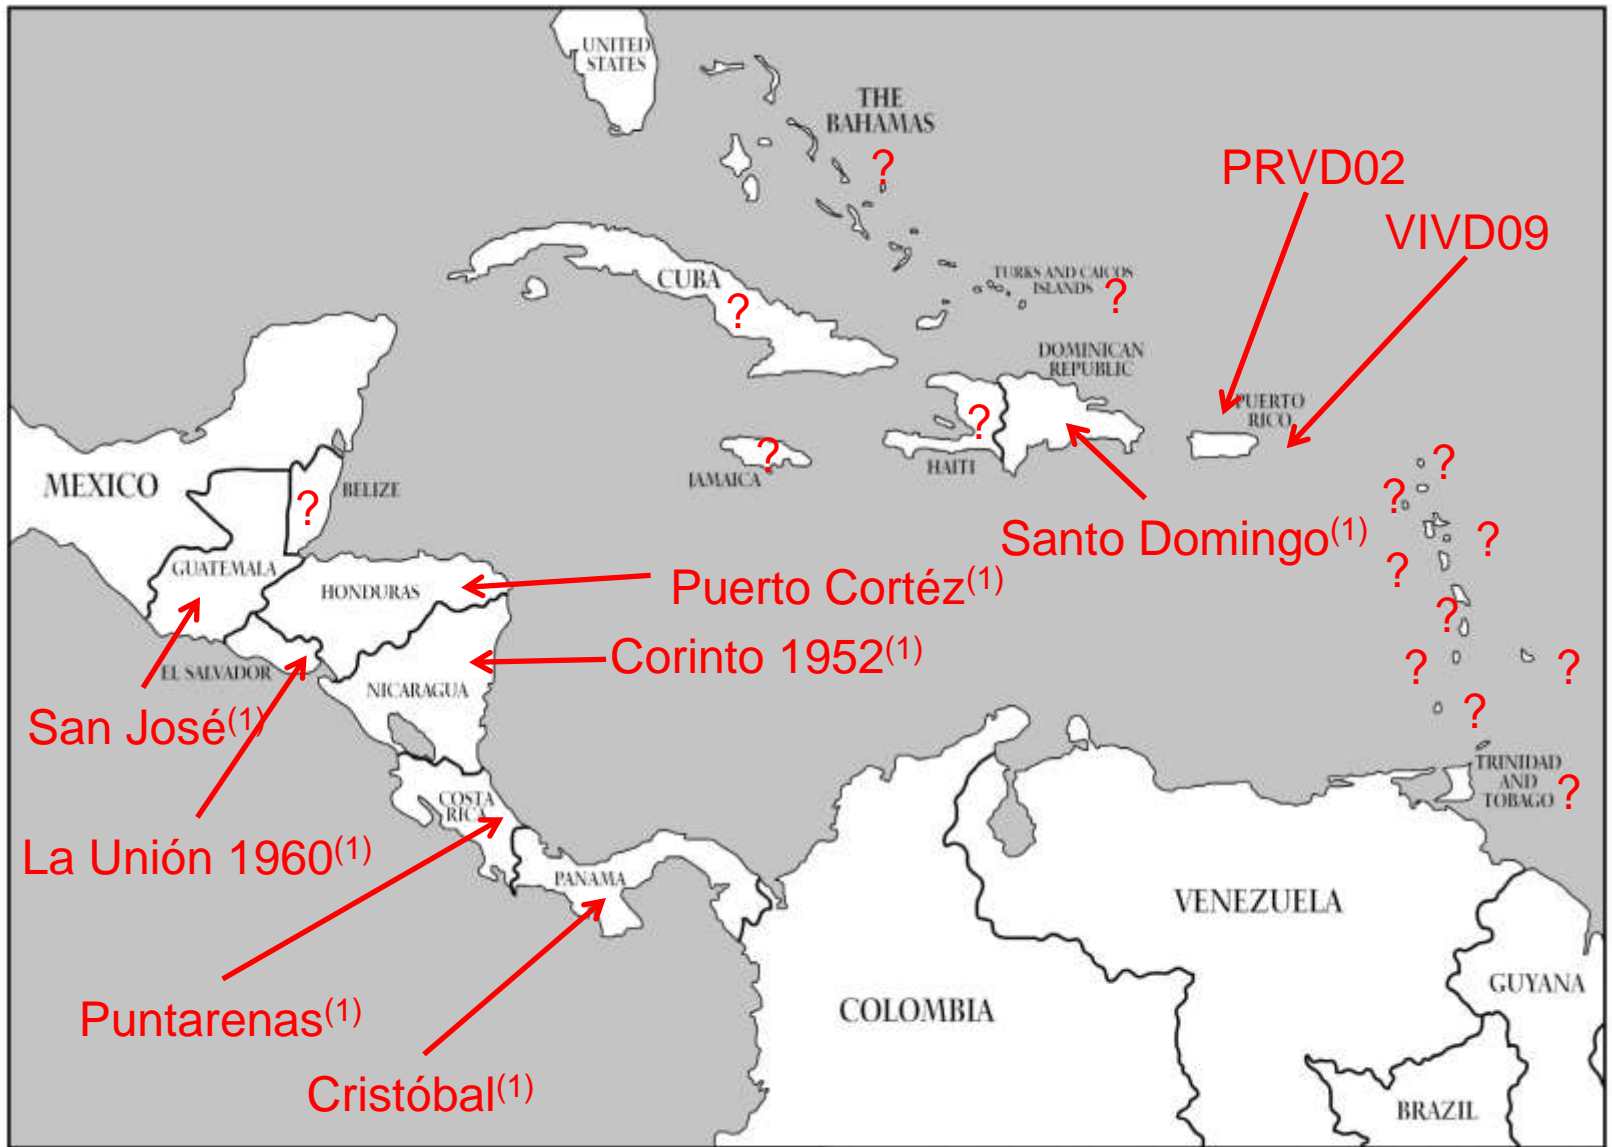 UNITED
STATES
THE
BAHAMAS
?
PRVD02
VIVD09
CUBA
?
TURKS AND CAICOS
ISLANDS
?
DOMINICAN
REPUBLIC
PUERTO
RICO
?
HAITI
JAMAICA
?
MEXICO
BELIZE
?
?
?
?
?
?
?
?
?
?
Santo Domingo(1)
GUATEMALA
HONDURAS
Puerto Cortéz(1)
Corinto 1952(1)
EL SALVADOR
NICARAGUA
San José(1)
TRINIDAD
AND
TOBAGO
?
COSTA
RICA
La Unión 1960(1)
PANAMA
VENEZUELA
GUYANA
COLOMBIA
Puntarenas(1)
Cristóbal(1)
BRAZIL